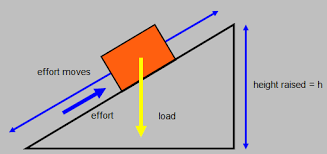 effort moves
height raised = h
effort
load